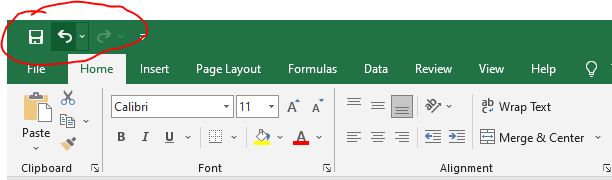 File Home Insert Page Layout Formulas Data Review View Help
Calibri 11 A A ab Wrap Text
Paste B I U A c Merge & Center
Clipboard Font Alignment